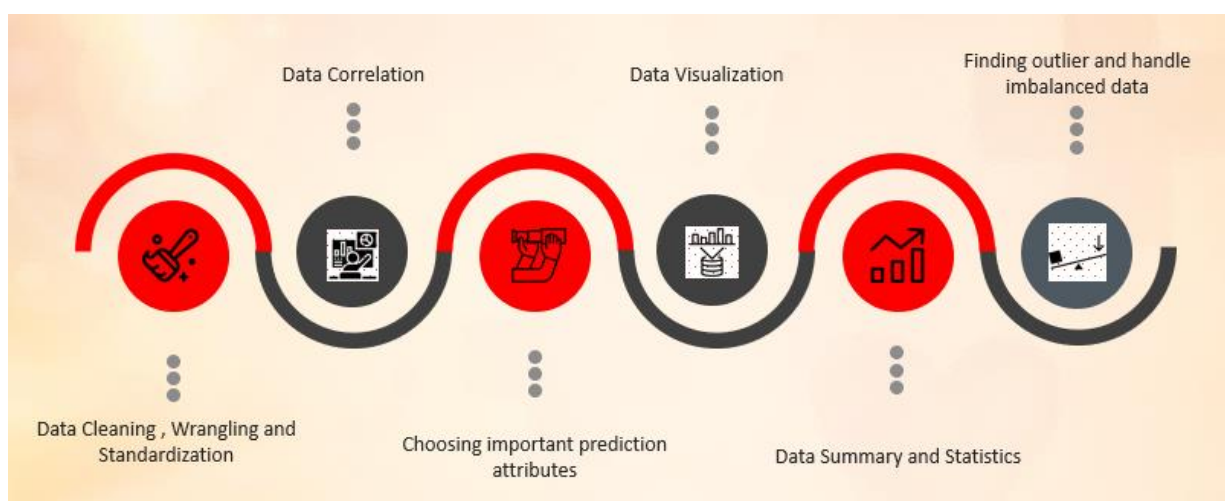 Data Cleaning , Wrangling and
Standardization
Data Correlation
Choosing important prediction
attributes
Data Visualization
Data Summary and Statistics
Finding outlier and handle
imbalanced data